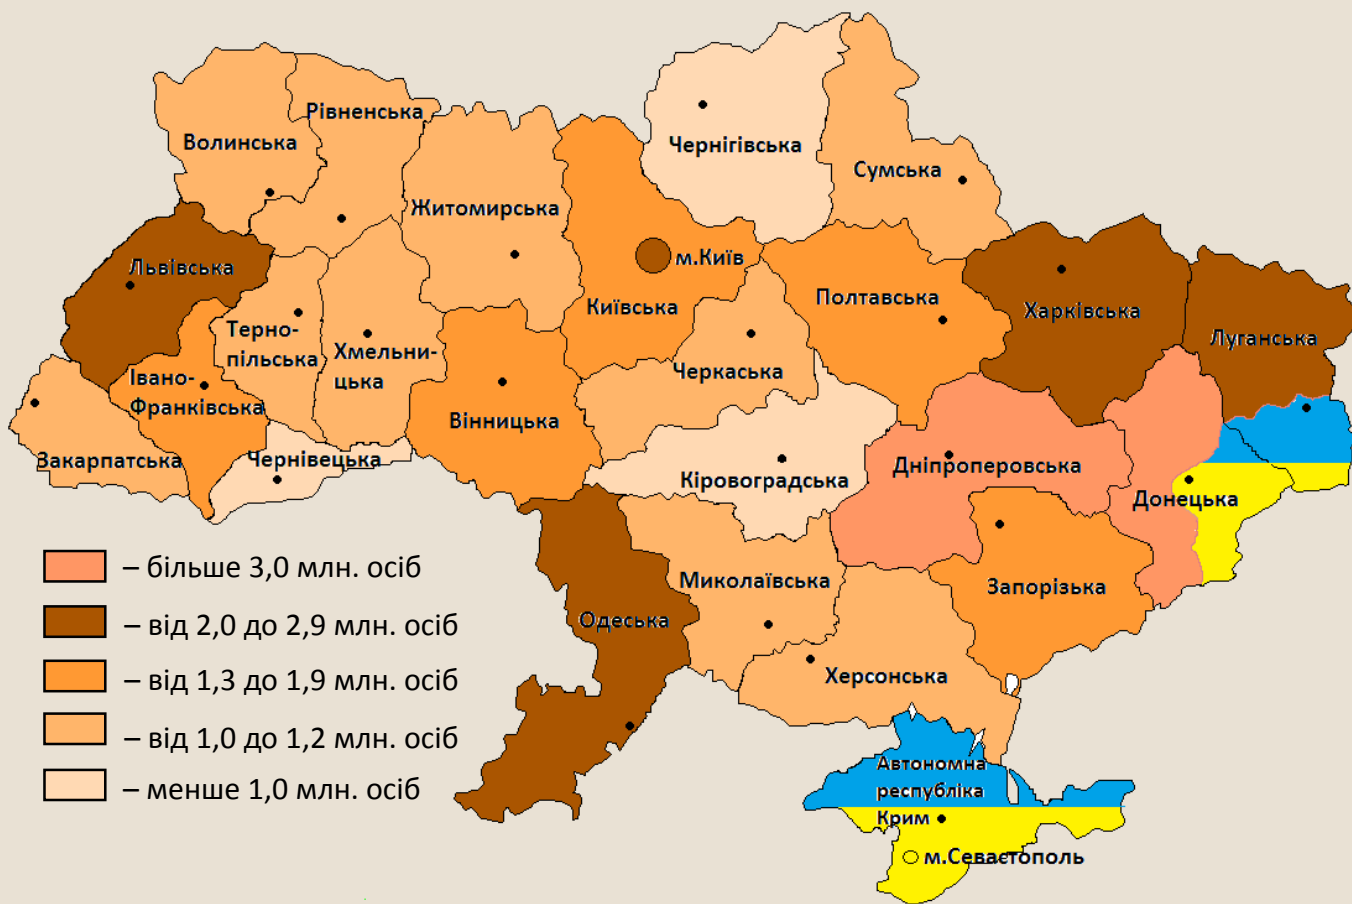 Рівненська
Волинська
Чернігівська
Сумська
Житомирська
м.Київ
Львівська
Київська
Полтавська
Харківська
Луганська
Терно-
пільська
Хмельни-
цька
Черкаська
Івано-
Франківська
Вінницька
Закарпатська
Чернівецька
Кіровоградська
Дніпроперовська
Донецька
Миколаївська
Запорізька
Одеська
Херсонська
Автономна
республіка
Крим
м.Севастополь
– більше 3,0 млн. осіб
– від 2,0 до 2,9 млн. осіб
– від 1,3 до 1,9 млн. осіб
– від 1,0 до 1,2 млн. осіб
– менше 1,0 млн. осіб